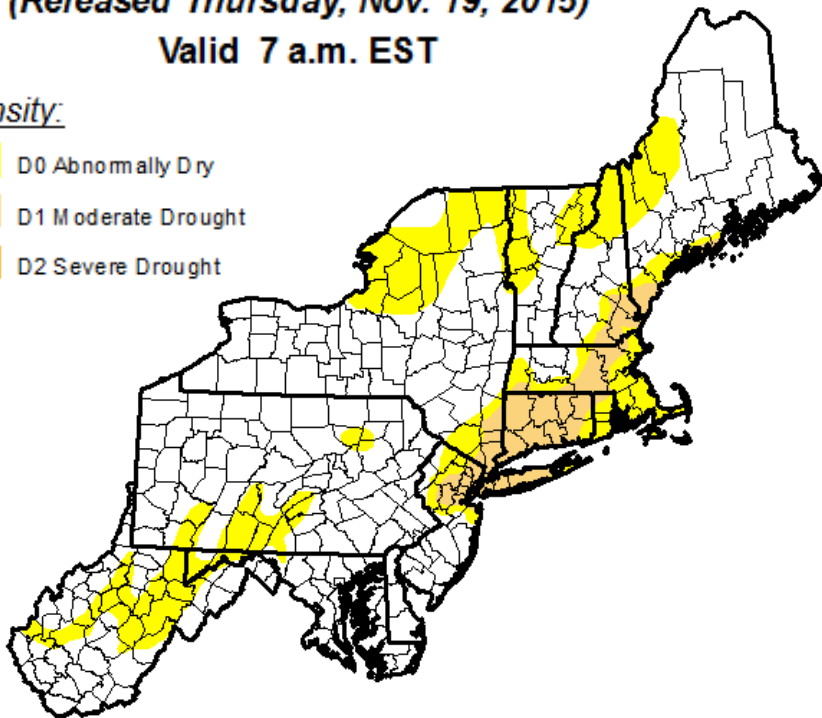 (Released Thursday, Nov. 19, 2015)
Valid 7 a.m. EST
nsity:
D0 Abnormally Dry
D1 Moderate Drought
D2 Severe Drought